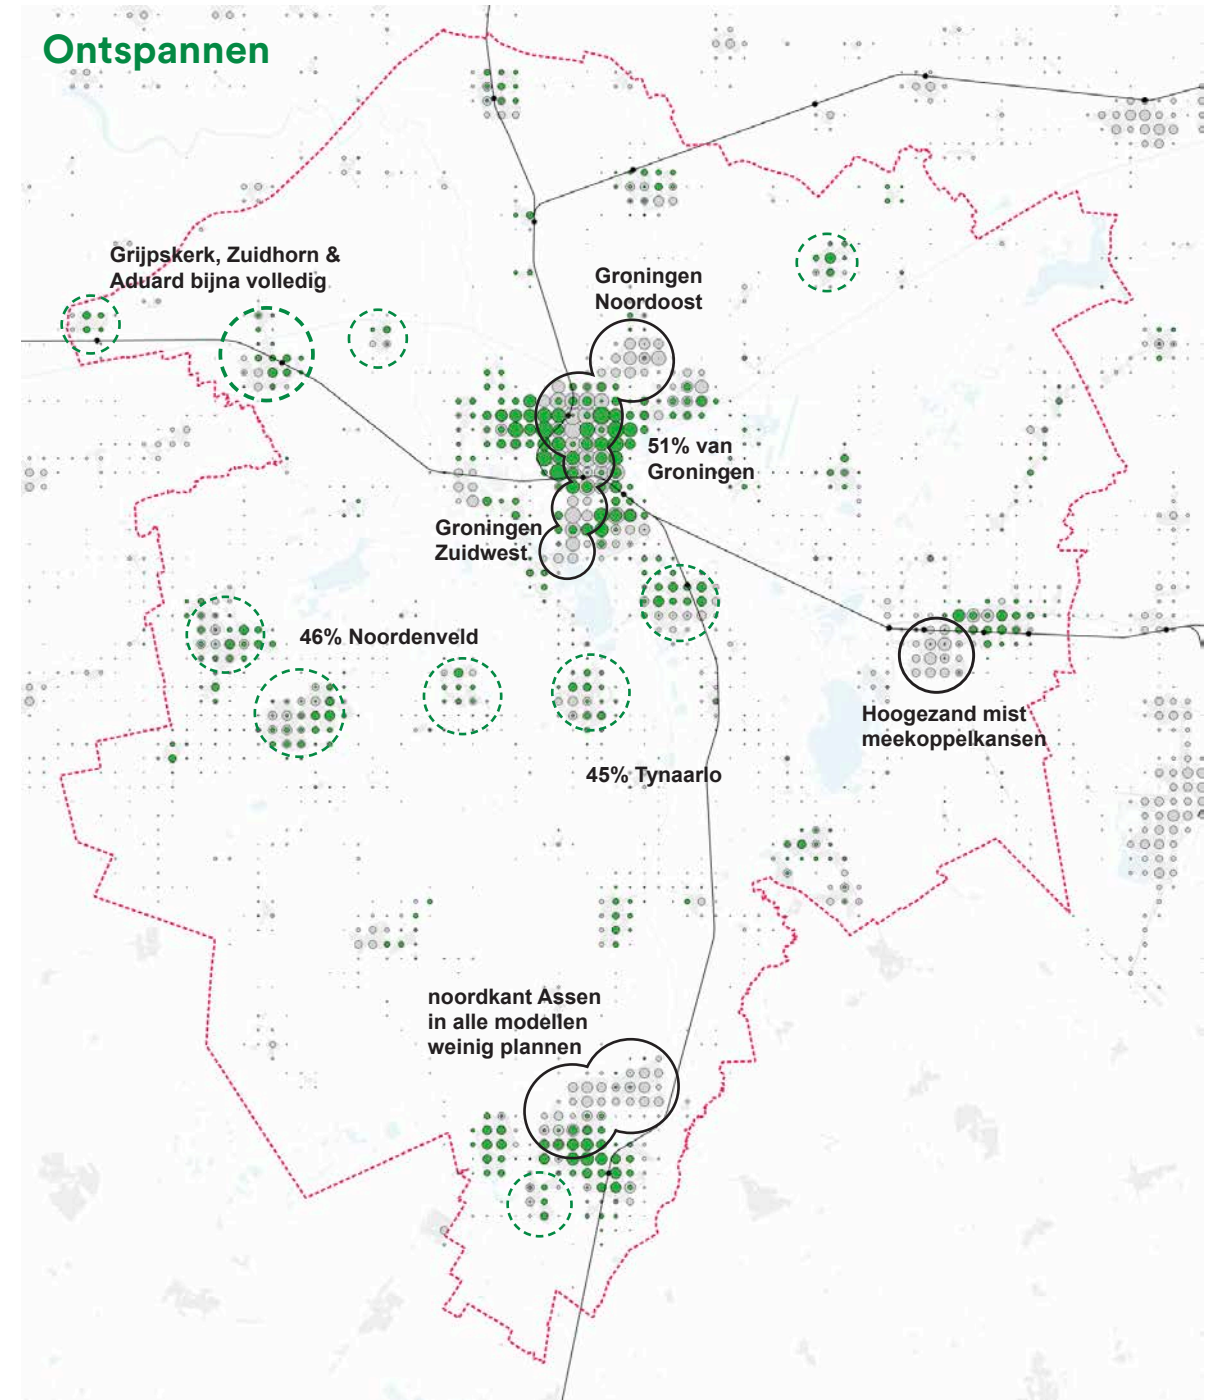 Ontspannen
Grijpskerk, Zuidhorn &
Aduard bijna volledig
Groningen
Noordoost
51% van
Groningen
Groningen
Zuidwest
46% Noordenveld
45% Tynaarlo
Hoogezand mist
meekoppelkansen
noordkant Assen
in alle modellen
weinig plannen